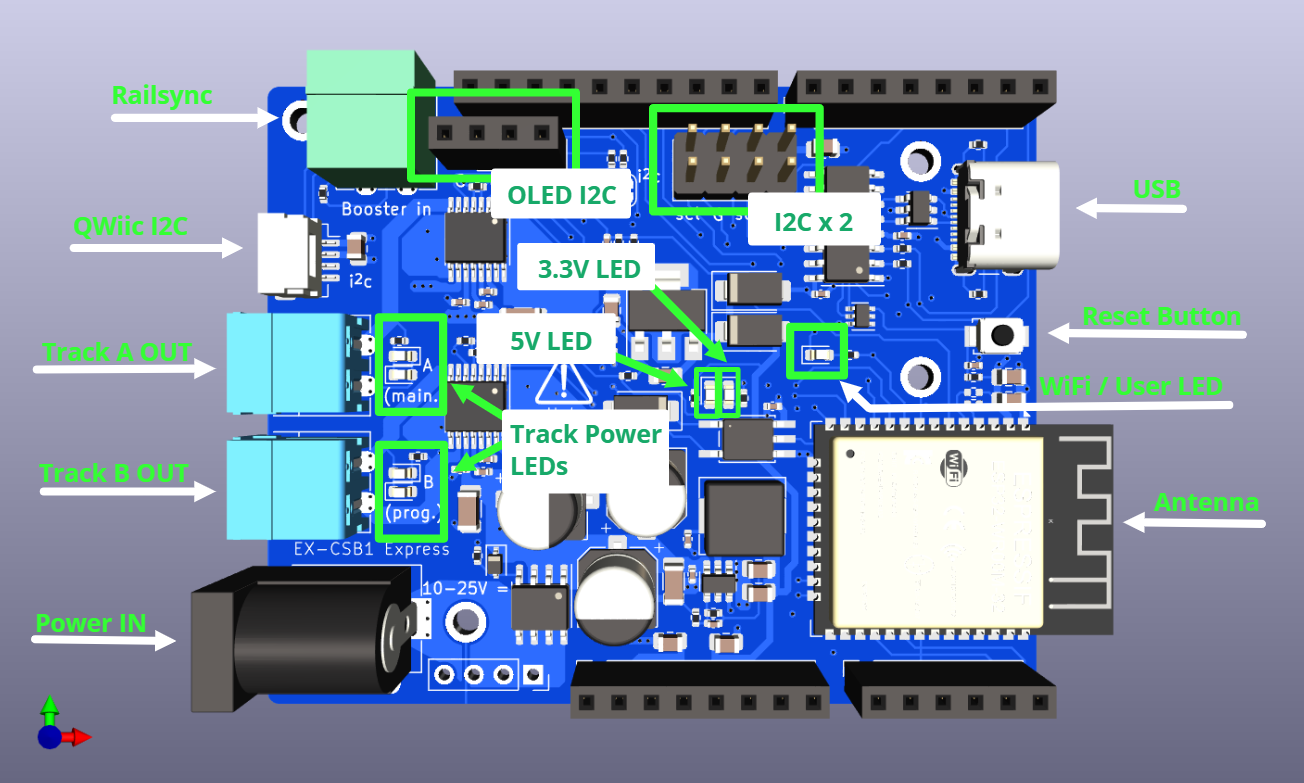 Railsync
OLED I2C
i²c
I2C x 2
USB
Booster in
QWiic I2C
i²c
3.3V LED
Reset Button
5V LED
Track A OUT
A
(main.
WiFi / User LED
Track Power
LEDs
Track B OUT
B
(prog.)
WiFi
Antenna
EX-CSB1 Express
10-25V =
Power IN